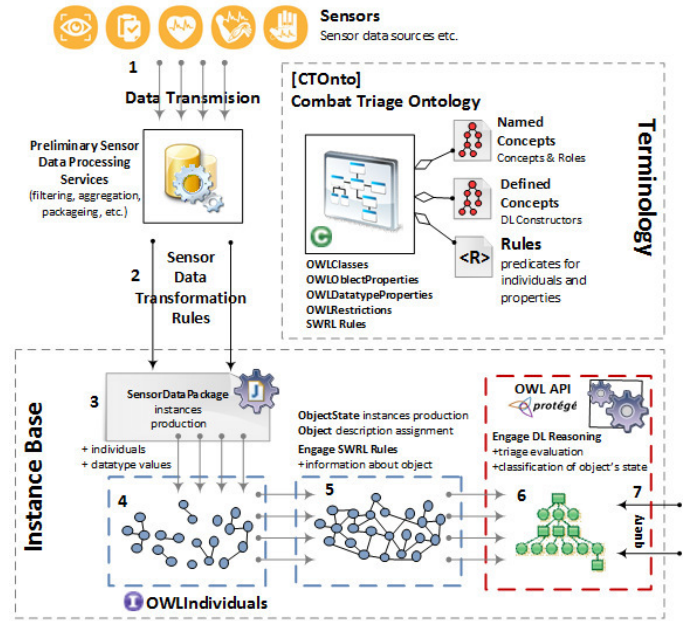 Sensors
Sensor data sources etc.
1
Data Transmision
Preliminary Sensor
Data Processing
Services
(filtering, aggregation,
packageing, etc.)
[CTOnto]
Combat Triage Ontology
Terminology
Named
Concepts
Concepts & Roles
Defined
Concepts
DL Constructors
<R>
Rules
predicates for
individuals and
properties
C
OWLClasses
OWLOblectProperties
OWLDatatypeProperties
OWLRestrictions
SWRL Rules
2
Sensor
Data
Transformation
Rules
Instance Base
3
SensorDataPackage
instances
production
J
+ individuals
+ datatype values
ObjectState instances production
Object description assignment
Engage SWRL Rules
+information about object
OWL API
protégé
Engage DL Reasoning
+triage evaluation
+classification of object's state
4
5
6
7
query
I
OWLIndividuals